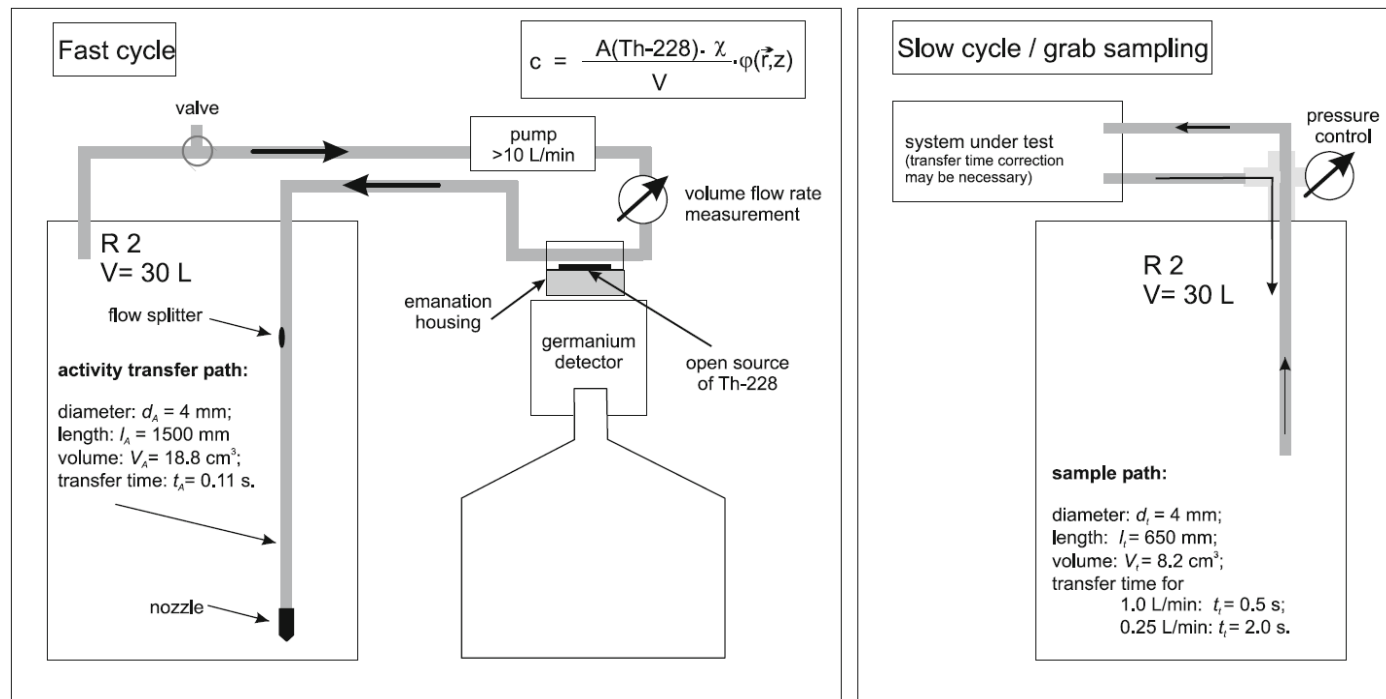 Fast cycle
c = A(Th-228)· χ / V ·φ(r⃗,z)
valve
pump
>10 L/min
volume flow rate
measurement
R 2
V= 30 L
emanation
housing
flow splitter
germanium
detector
open source
of Th-228
activity transfer path:
diameter: d_A = 4 mm;
length: l_A = 1500 mm
volume: V_A = 18.8 cm³;
transfer time: t_A = 0.11 s.
nozzle
Slow cycle / grab sampling
pressure
control
system under test
(transfer time correction
may be necessary)
R 2
V= 30 L
sample path:
diameter: d_t = 4 mm;
length: l_t = 650 mm;
volume: V_t = 8.2 cm³;
transfer time for
1.0 L/min: t_t = 0.5 s;
0.25 L/min: t_t = 2.0 s.